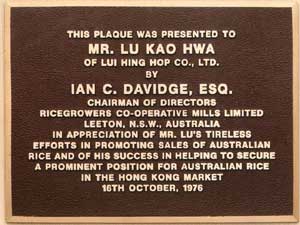 THIS PLAQUE WAS PRESENTED TO
MR. LU KAO HWA
OF LUI HING HOP CO., LTD.
BY
IAN C. DAVIDGE, ESQ.
CHAIRMAN OF DIRECTORS
RICEGROWERS CO-OPERATIVE MILLS LIMITED
LEETON, N.S.W., AUSTRALIA
IN APPRECIATION OF MR. LU'S TIRELESS
EFFORTS IN PROMOTING SALES OF AUSTRALIAN
RICE AND OF HIS SUCCESS IN HELPING TO SECURE
A PROMINENT POSITION FOR AUSTRALIAN RICE
IN THE HONG KONG MARKET
16TH OCTOBER, 1976